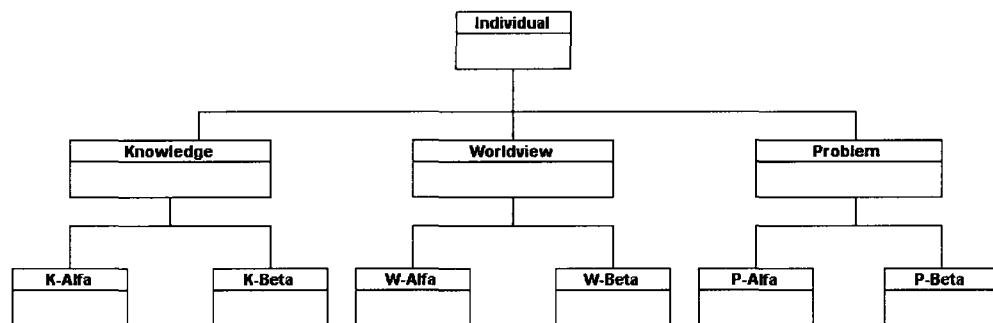 Individual
Knowledge
Worldview
Problem
K-Alfa
K-Beta
W-Alfa
W-Beta
P-Alfa
P-Beta